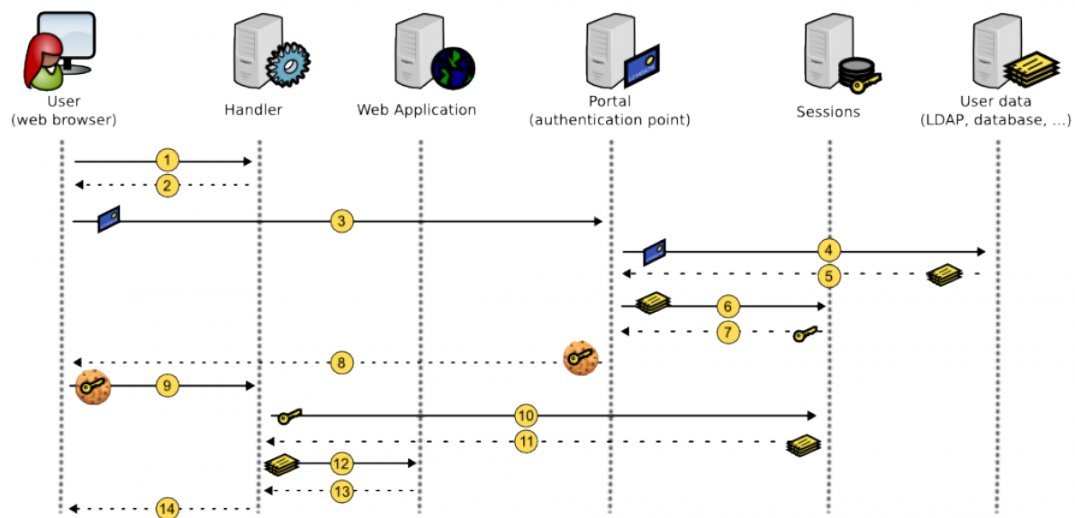 User
(web browser)
Handler
Web Application
Portal
(authentication point)
Sessions
User data
(LDAP, database, ...)
1
2
3
4
5
6
7
8
9
10
11
12
13
14